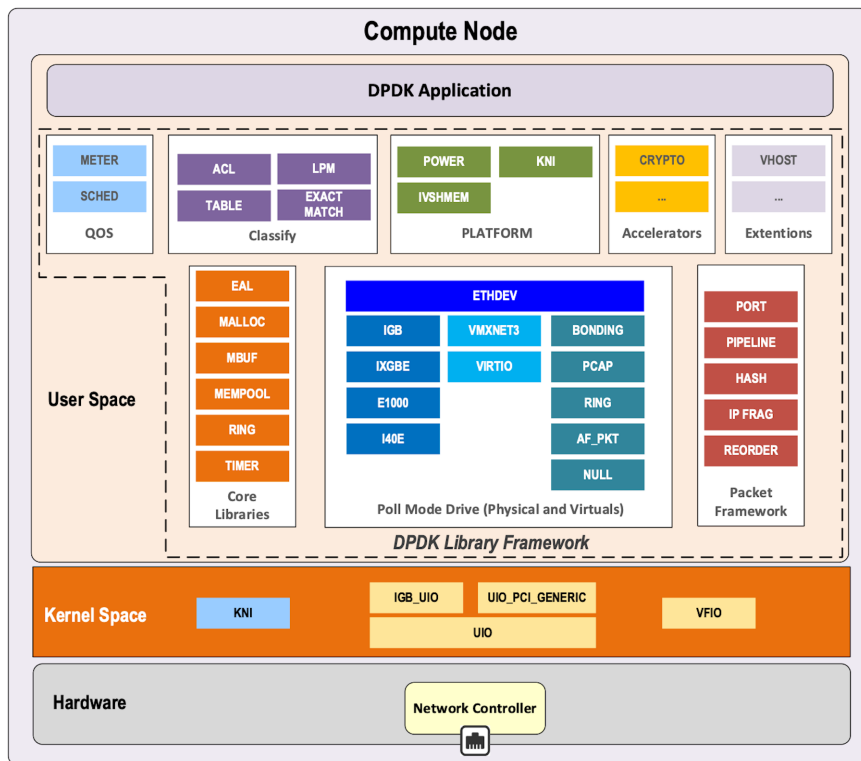 Compute Node
DPDK Application
METER
SCHED
QOS
ACL
LPM
TABLE
EXACT
MATCH
Classify
POWER
KNI
IVSHMEM
PLATFORM
CRYPTO
...
Accelerators
VHOST
...
Extentions
User Space
EAL
MALLOC
MBUF
MEMPOOL
RING
TIMER
Core
Libraries
ETHDEV
IGB
VMXNET3
BONDING
IXGBE
VIRTIO
PCAP
E1000
RING
I40E
AF_PKT
NULL
Poll Mode Drive (Physical and Virtuals)
PORT
PIPELINE
HASH
IP FRAG
REORDER
Packet
Framework
DPDK Library Framework
Kernel Space
KNI
IGB_UIO
UIO_PCI_GENERIC
UIO
VFIO
Hardware
Network Controller